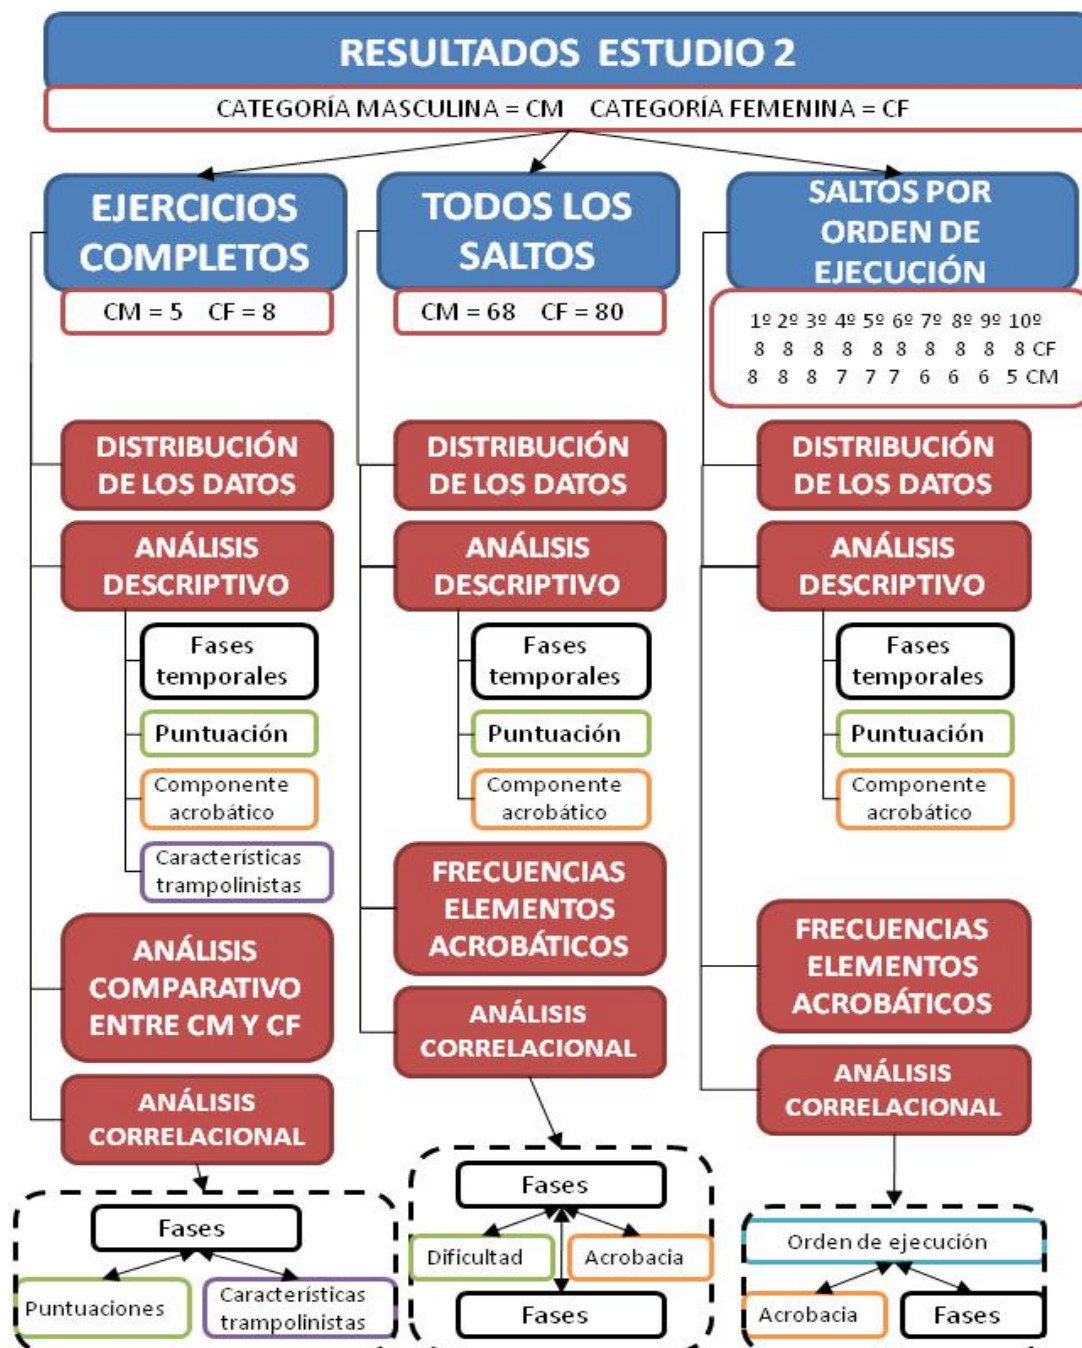 RESULTADOS ESTUDIO 2
CATEGORÍA MASCULINA = CM CATEGORÍA FEMENINA = CF
EJERCICIOS
COMPLETOS
CM = 5 CF = 8
DISTRIBUCIÓN
DE LOS DATOS
ANÁLISIS
DESCRIPTIVO
Fases
temporales
Puntuación
Componente
acrobático
Características
trampolinistas
ANÁLISIS
COMPARATIVO
ENTRE CM Y CF
ANÁLISIS
CORRELACIONAL
Fases
Puntuaciones
Características
trampolinistas
TODOS LOS
SALTOS
CM = 68 CF = 80
DISTRIBUCIÓN
DE LOS DATOS
ANÁLISIS
DESCRIPTIVO
Fases
temporales
Puntuación
Componente
acrobático
FRECUENCIAS
ELEMENTOS
ACROBÁTICOS
ANÁLISIS
CORRELACIONAL
Fases
Dificultad
Acrobacia
Fases
SALTOS POR
ORDEN DE
EJECUCIÓN
1º 2º 3º 4º 5º 6º 7º 8º 9º 10º
8 8 8 8 8 8 8 8 8 8 CF
8 8 8 7 7 7 6 6 6 5 CM
DISTRIBUCIÓN
DE LOS DATOS
ANÁLISIS
DESCRIPTIVO
Fases
temporales
Puntuación
Componente
acrobático
FRECUENCIAS
ELEMENTOS
ACROBÁTICOS
ANÁLISIS
CORRELACIONAL
Orden de ejecución
Acrobacia
Fases